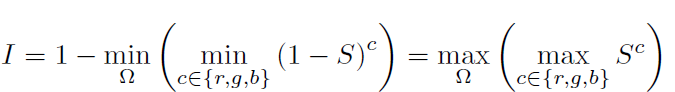 I = 1 − min_Ω ( min_{c∈{r,g,b}} (1 − S)^c ) = max_Ω ( max_{c∈{r,g,b}} S^c )